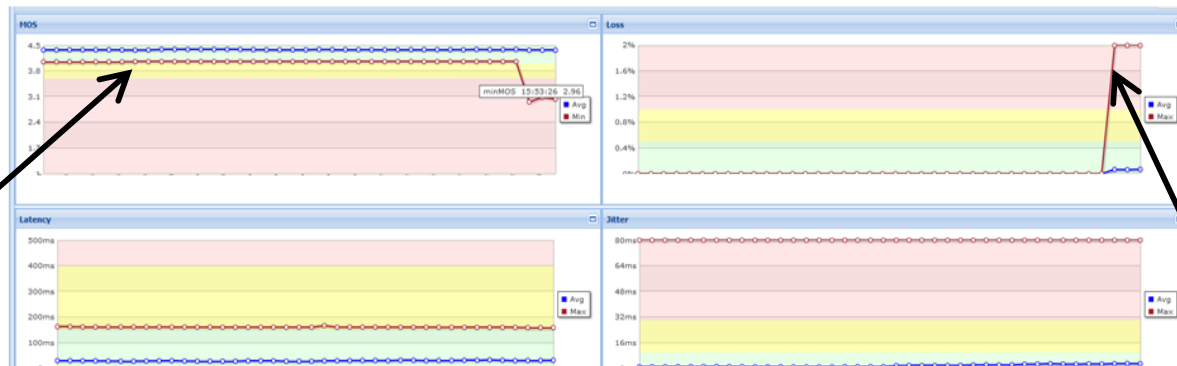 MOS
4.5
3.8
3.1
2.4
minMOS 15:53:26 2.96
Avg
Min
Loss
2%
1.6%
1.2%
0.8%
0.4%
0%
Avg
Max
Latency
500ms
400ms
300ms
200ms
100ms
Avg
Max
Jitter
80ms
64ms
48ms
32ms
16ms
Avg
Max